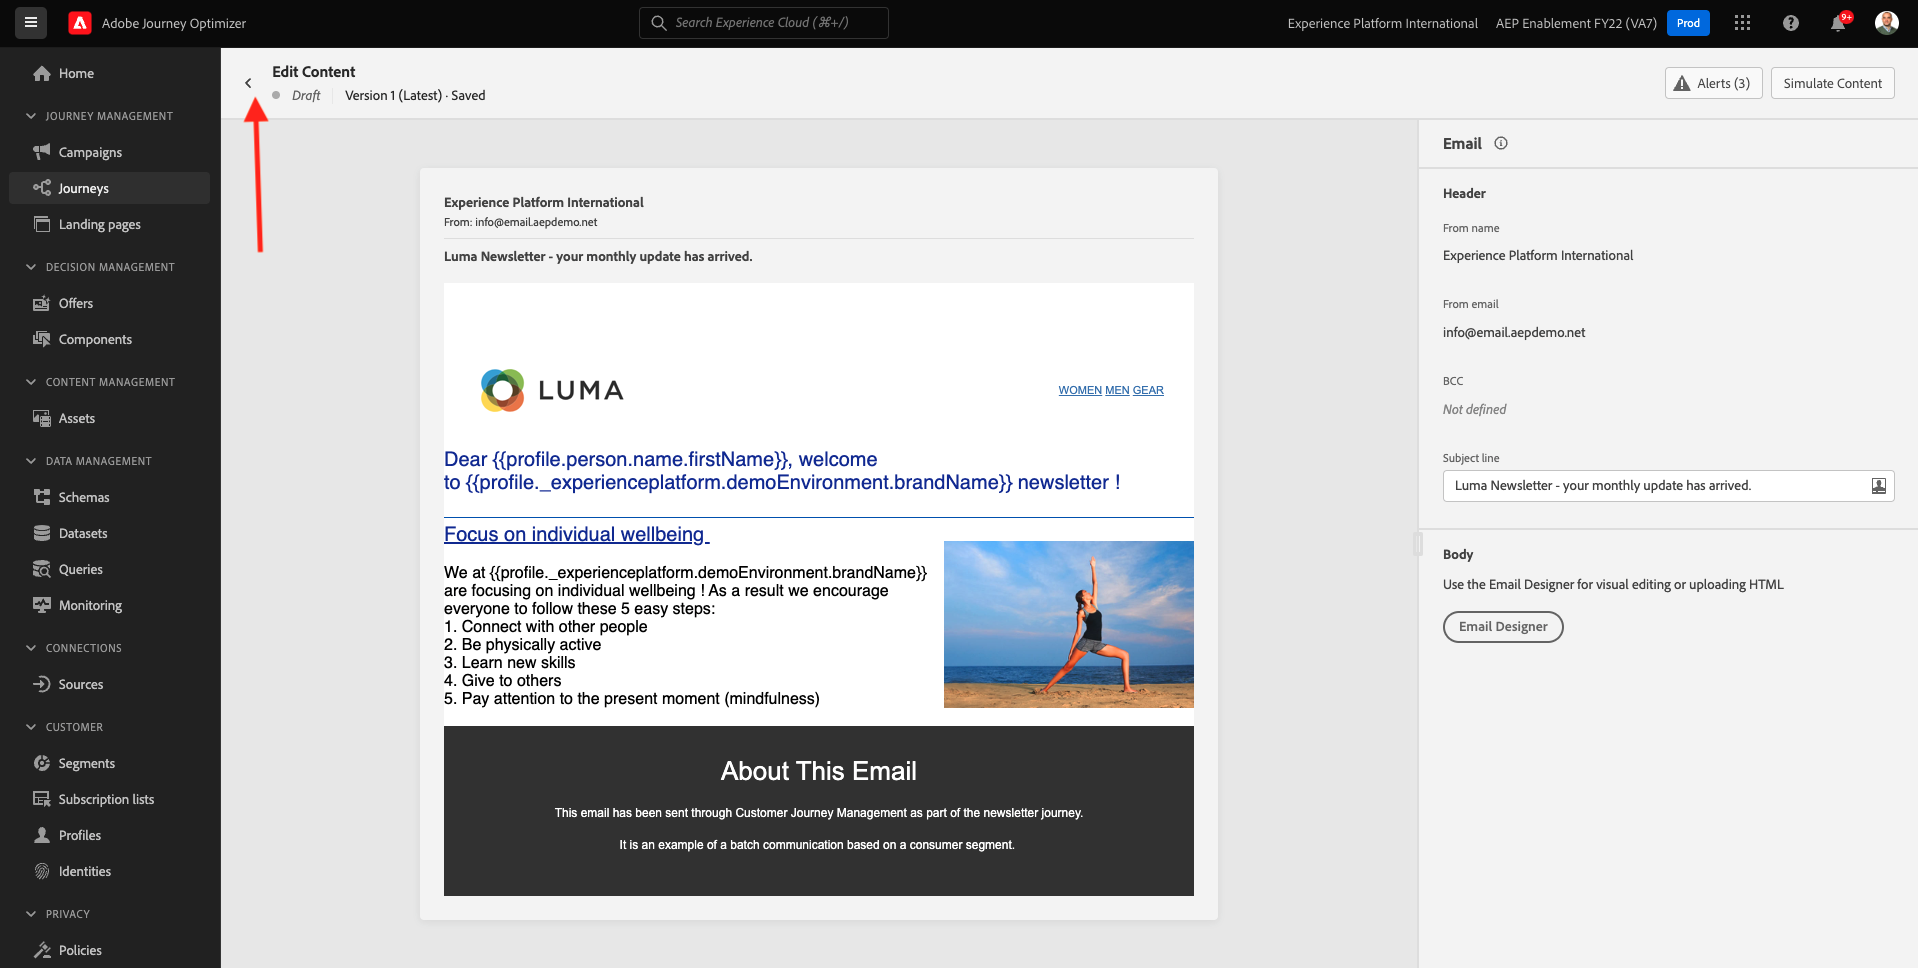 Adobe Journey Optimizer
Search Experience Cloud (⌘+/)
Experience Platform International
AEP Enablement FY22 (VA7)
Prod
9+
Home
JOURNEY MANAGEMENT
Campaigns
Journeys
Landing pages
DECISION MANAGEMENT
Offers
Components
CONTENT MANAGEMENT
Assets
DATA MANAGEMENT
Schemas
Datasets
Queries
Monitoring
CONNECTIONS
Sources
CUSTOMER
Segments
Subscription lists
Profiles
Identities
PRIVACY
Policies
Edit Content
Draft
Version 1 (Latest) · Saved
Alerts (3)
Simulate Content
Experience Platform International
From: info@email.aepdemo.net
Luma Newsletter - your monthly update has arrived.
LUMA
WOMEN MEN GEAR
Dear {{profile.person.name.firstName}}, welcome
to {{profile._experienceplatform.demoEnvironment.brandName}} newsletter !
Focus on individual wellbeing
We at {{profile._experienceplatform.demoEnvironment.brandName}}
are focusing on individual wellbeing ! As a result we encourage
everyone to follow these 5 easy steps:
1. Connect with other people
2. Be physically active
3. Learn new skills
4. Give to others
5. Pay attention to the present moment (mindfulness)
About This Email
This email has been sent through Customer Journey Management as part of the newsletter journey.
It is an example of a batch communication based on a consumer segment.
Email
Header
From name
Experience Platform International
From email
info@email.aepdemo.net
BCC
Not defined
Subject line
Luma Newsletter - your monthly update has arrived.
Body
Use the Email Designer for visual editing or uploading HTML
Email Designer